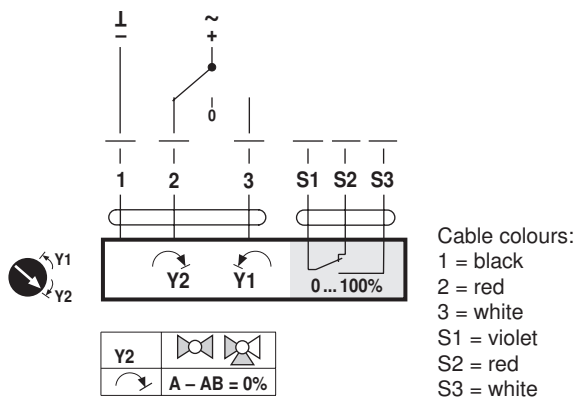 ⊥ ~
– +
0
1 2 3 S1 S2 S3
Y1
Y2
Y2 Y1
0 ... 100%
Cable colours:
1 = black
2 = red
3 = white
S1 = violet
S2 = red
S3 = white
Y2
A – AB = 0%